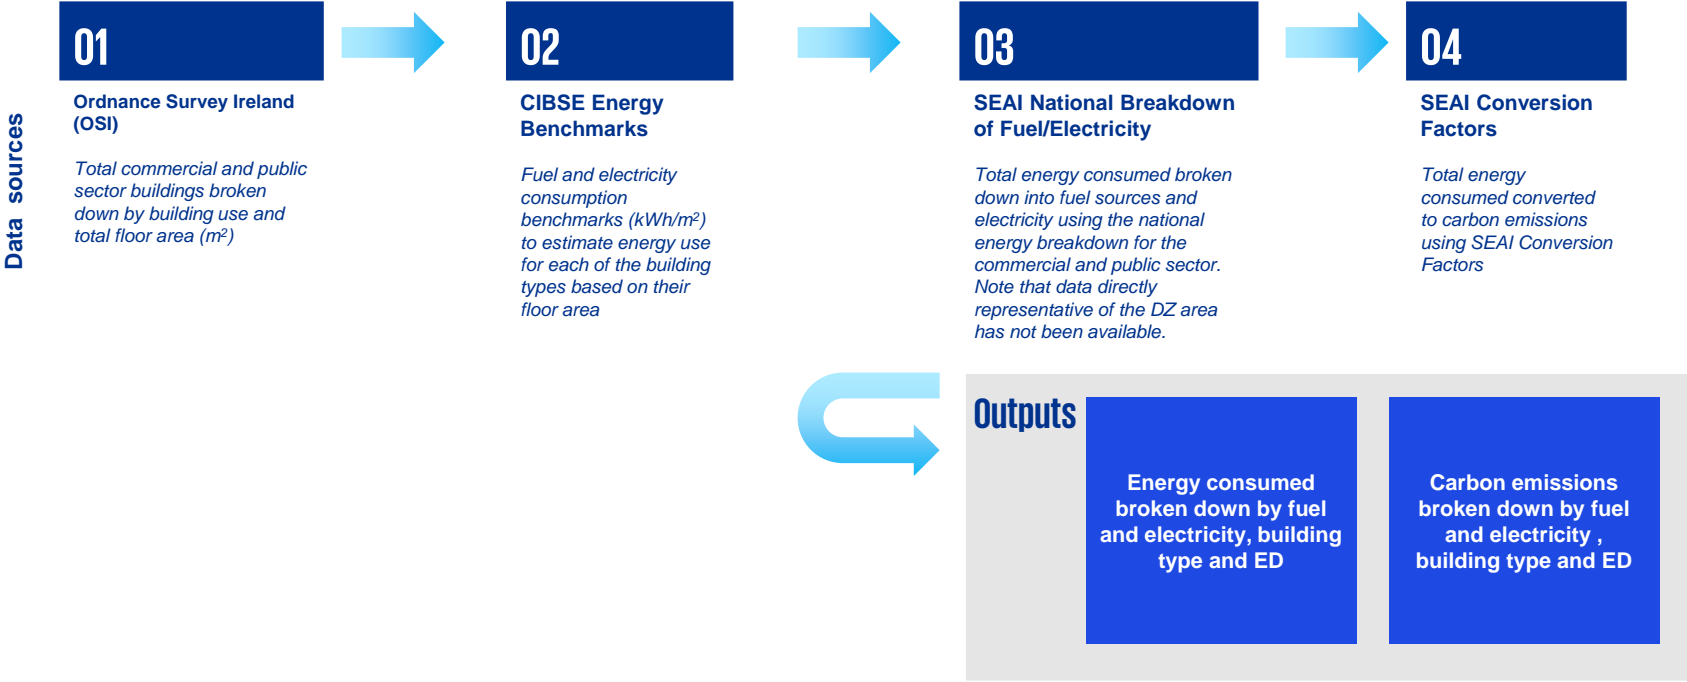 Data sources
01
Ordnance Survey Ireland
(OSI)
Total commercial and public
sector buildings broken
down by building use and
total floor area (m²)
02
CIBSE Energy
Benchmarks
Fuel and electricity
consumption
benchmarks (kWh/m²)
to estimate energy use
for each of the building
types based on their
floor area
03
SEAI National Breakdown
of Fuel/Electricity
Total energy consumed broken
down into fuel sources and
electricity using the national
energy breakdown for the
commercial and public sector.
Note that data directly
representative of the DZ area
has not been available.
04
SEAI Conversion
Factors
Total energy
consumed converted
to carbon emissions
using SEAI Conversion
Factors
Outputs
Energy consumed
broken down by fuel
and electricity, building
type and ED
Carbon emissions
broken down by fuel
and electricity ,
building type and ED